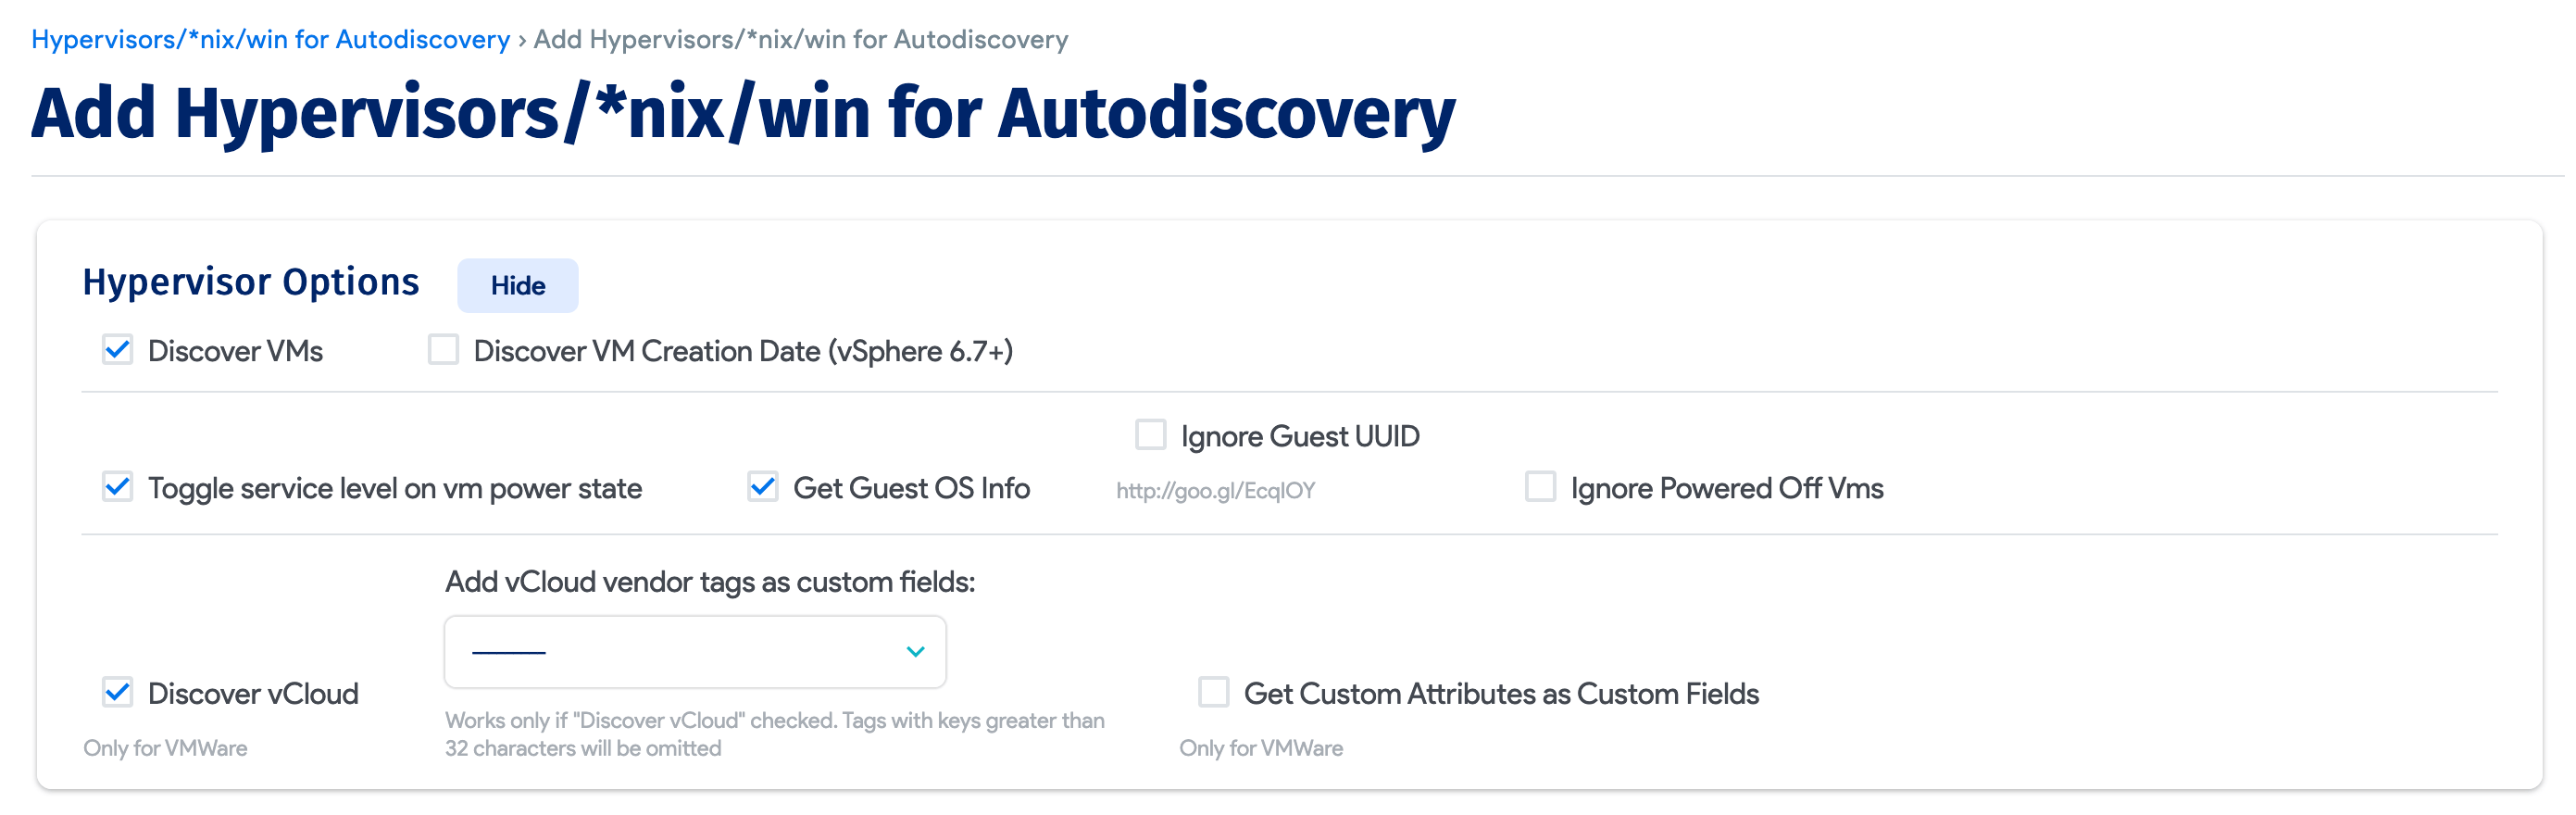 Hypervisors/*nix/win for Autodiscovery › Add Hypervisors/*nix/win for Autodiscovery
Add Hypervisors/*nix/win for Autodiscovery
Hypervisor Options
Hide
Discover VMs
Discover VM Creation Date (vSphere 6.7+)
Ignore Guest UUID
Toggle service level on vm power state
Get Guest OS Info
http://goo.gl/EcqIOY
Ignore Powered Off Vms
Add vCloud vendor tags as custom fields:
Discover vCloud
Get Custom Attributes as Custom Fields
Works only if "Discover vCloud" checked. Tags with keys greater than
32 characters will be omitted
Only for VMWare
Only for VMWare